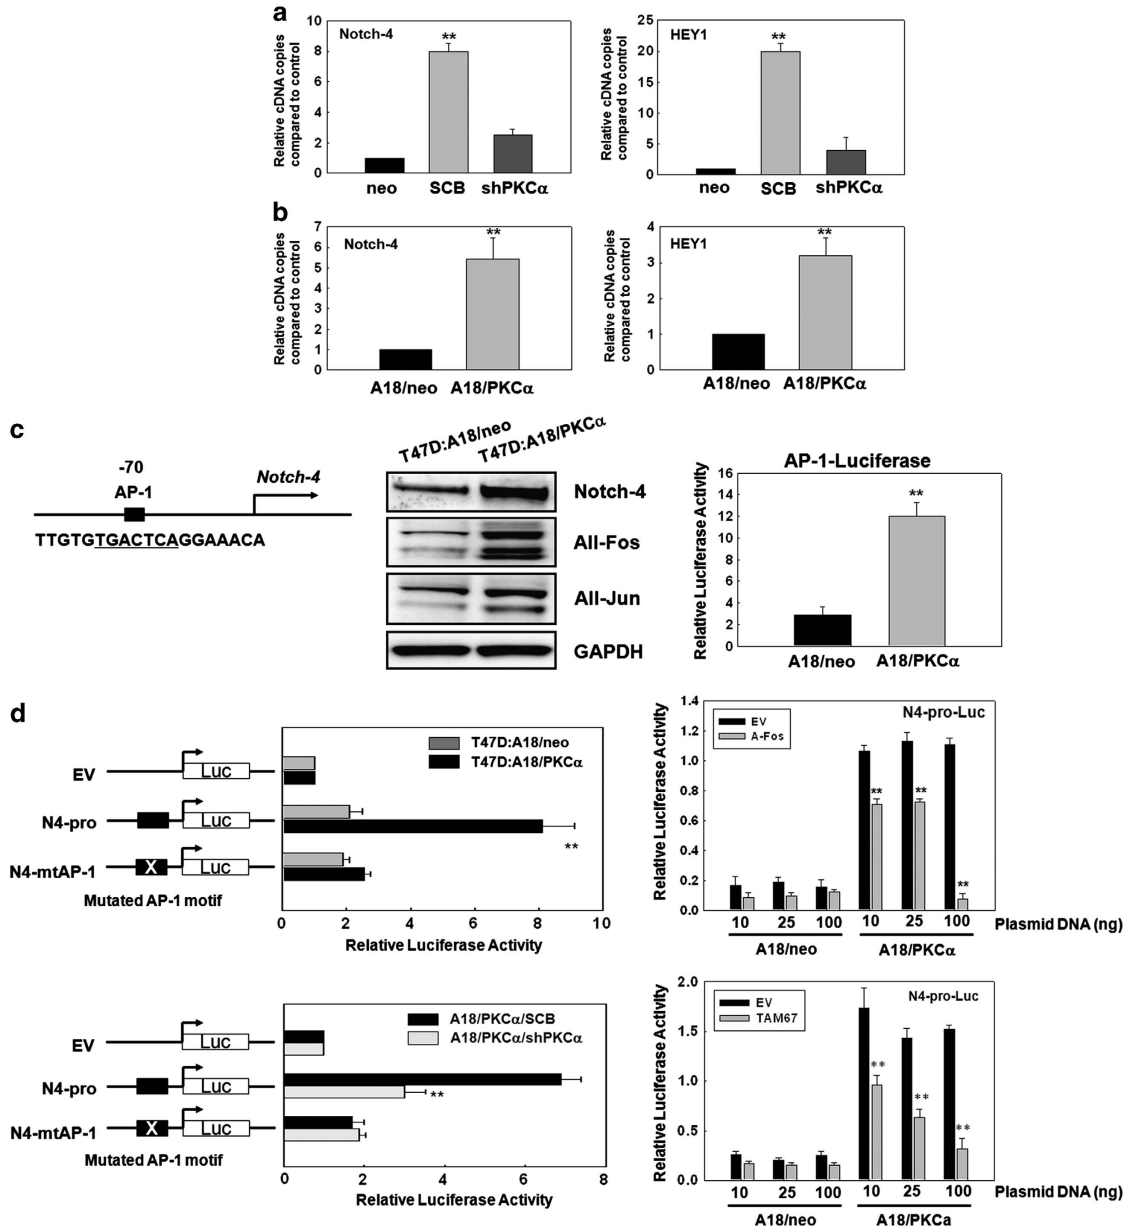 a
Notch-4
Relative cDNA copies
compared to control
10
8
6
4
2
0
**
neo
SCB
shPKCα
HEY1
Relative cDNA copies
compared to control
25
20
15
10
5
0
**
neo
SCB
shPKCα
b
Notch-4
Relative cDNA copies
compared to control
7
6
5
4
3
2
1
0
**
A18/neo
A18/PKCα
HEY1
Relative cDNA copies
compared to control
4
3
2
1
0
**
A18/neo
A18/PKCα
c
-70
AP-1
Notch-4
TTGTGTGACTCAGGAAACA
T47D:A18/neo
T47D:A18/PKCα
Notch-4
All-Fos
All-Jun
GAPDH
AP-1-Luciferase
Relative Luciferase Activity
16
14
12
10
8
6
4
2
0
**
A18/neo
A18/PKCα
d
EV
Luc
N4-pro
Luc
N4-mtAP-1
X
Luc
Mutated AP-1 motif
T47D:A18/neo
T47D:A18/PKCα
**
0
2
4
6
8
10
Relative Luciferase Activity
N4-pro-Luc
EV
A-Fos
Relative Luciferase Activity
1.4
1.2
1.0
0.8
0.6
0.4
0.2
0.0
**
**
**
10
25
100
10
25
100
Plasmid DNA (ng)
A18/neo
A18/PKCα
EV
Luc
N4-pro
Luc
N4-mtAP-1
X
Luc
Mutated AP-1 motif
A18/PKCα/SCB
A18/PKCα/shPKCα
**
0
2
4
6
8
Relative Luciferase Activity
N4-pro-Luc
EV
TAM67
Relative Luciferase Activity
2.0
1.5
1.0
0.5
0.0
**
**
**
10
25
100
10
25
100
Plasmid DNA (ng)
A18/neo
A18/PKCa